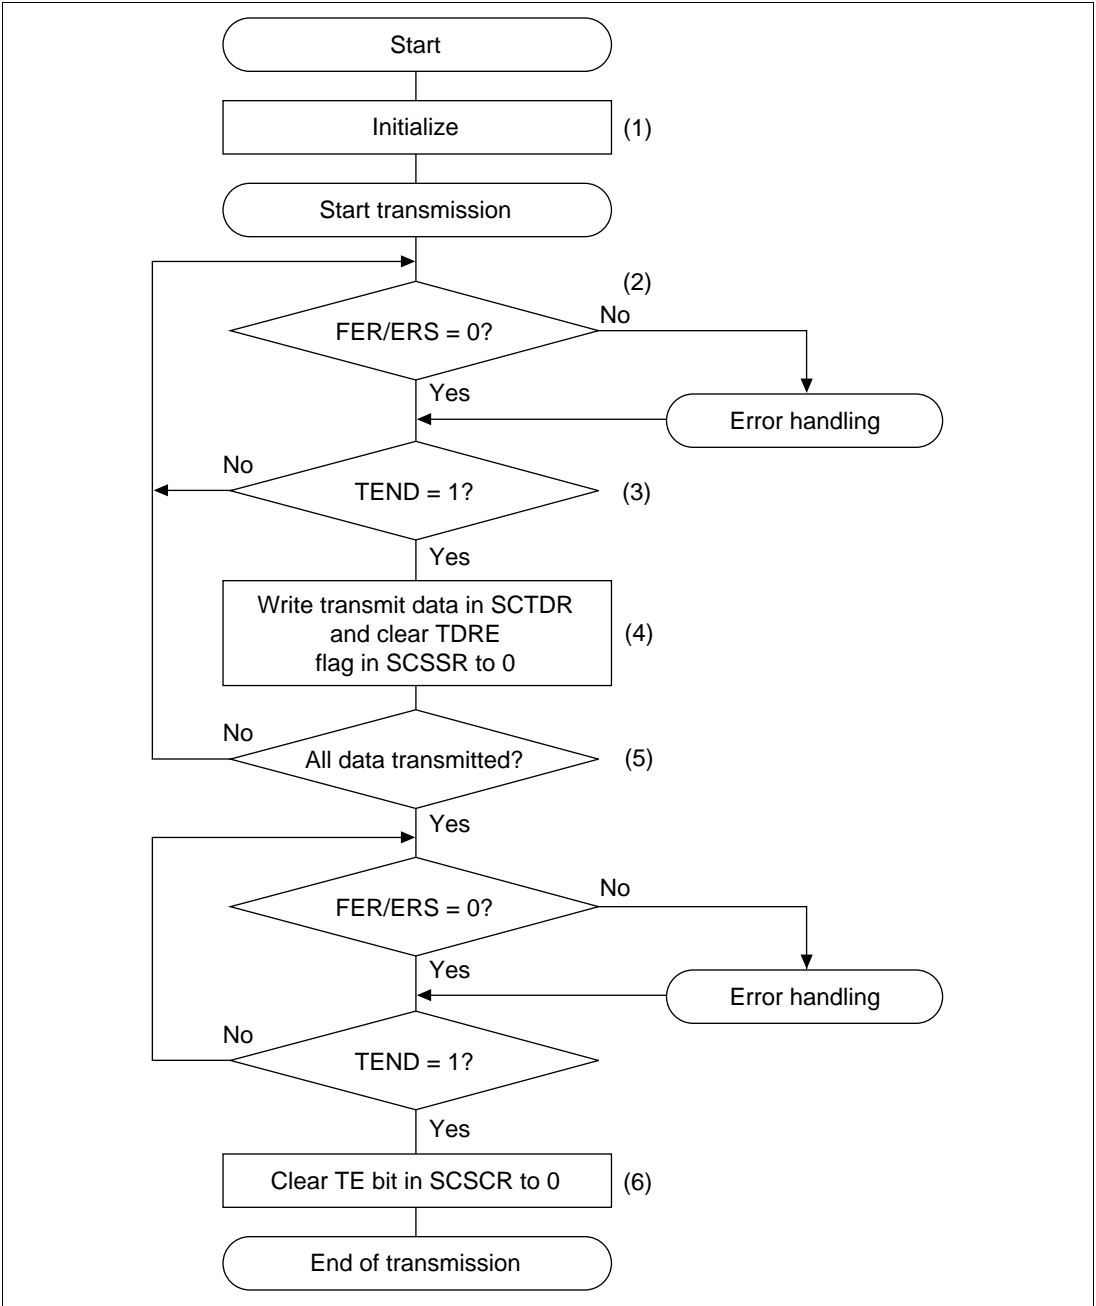 Start
Initialize
(1)
Start transmission
(2)
FER/ERS = 0?
No
Yes
Error handling
No
TEND = 1?
(3)
Yes
Write transmit data in SCTDR
and clear TDRE
flag in SCSSR to 0
(4)
No
All data transmitted?
(5)
Yes
FER/ERS = 0?
No
Yes
Error handling
No
TEND = 1?
Yes
Clear TE bit in SCSCR to 0
(6)
End of transmission